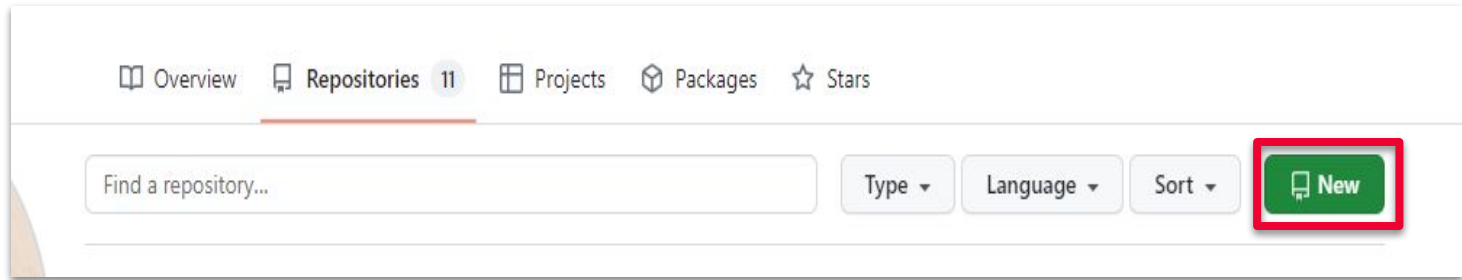 Overview Repositories 11 Projects Packages Stars
Find a repository... Type Language Sort New